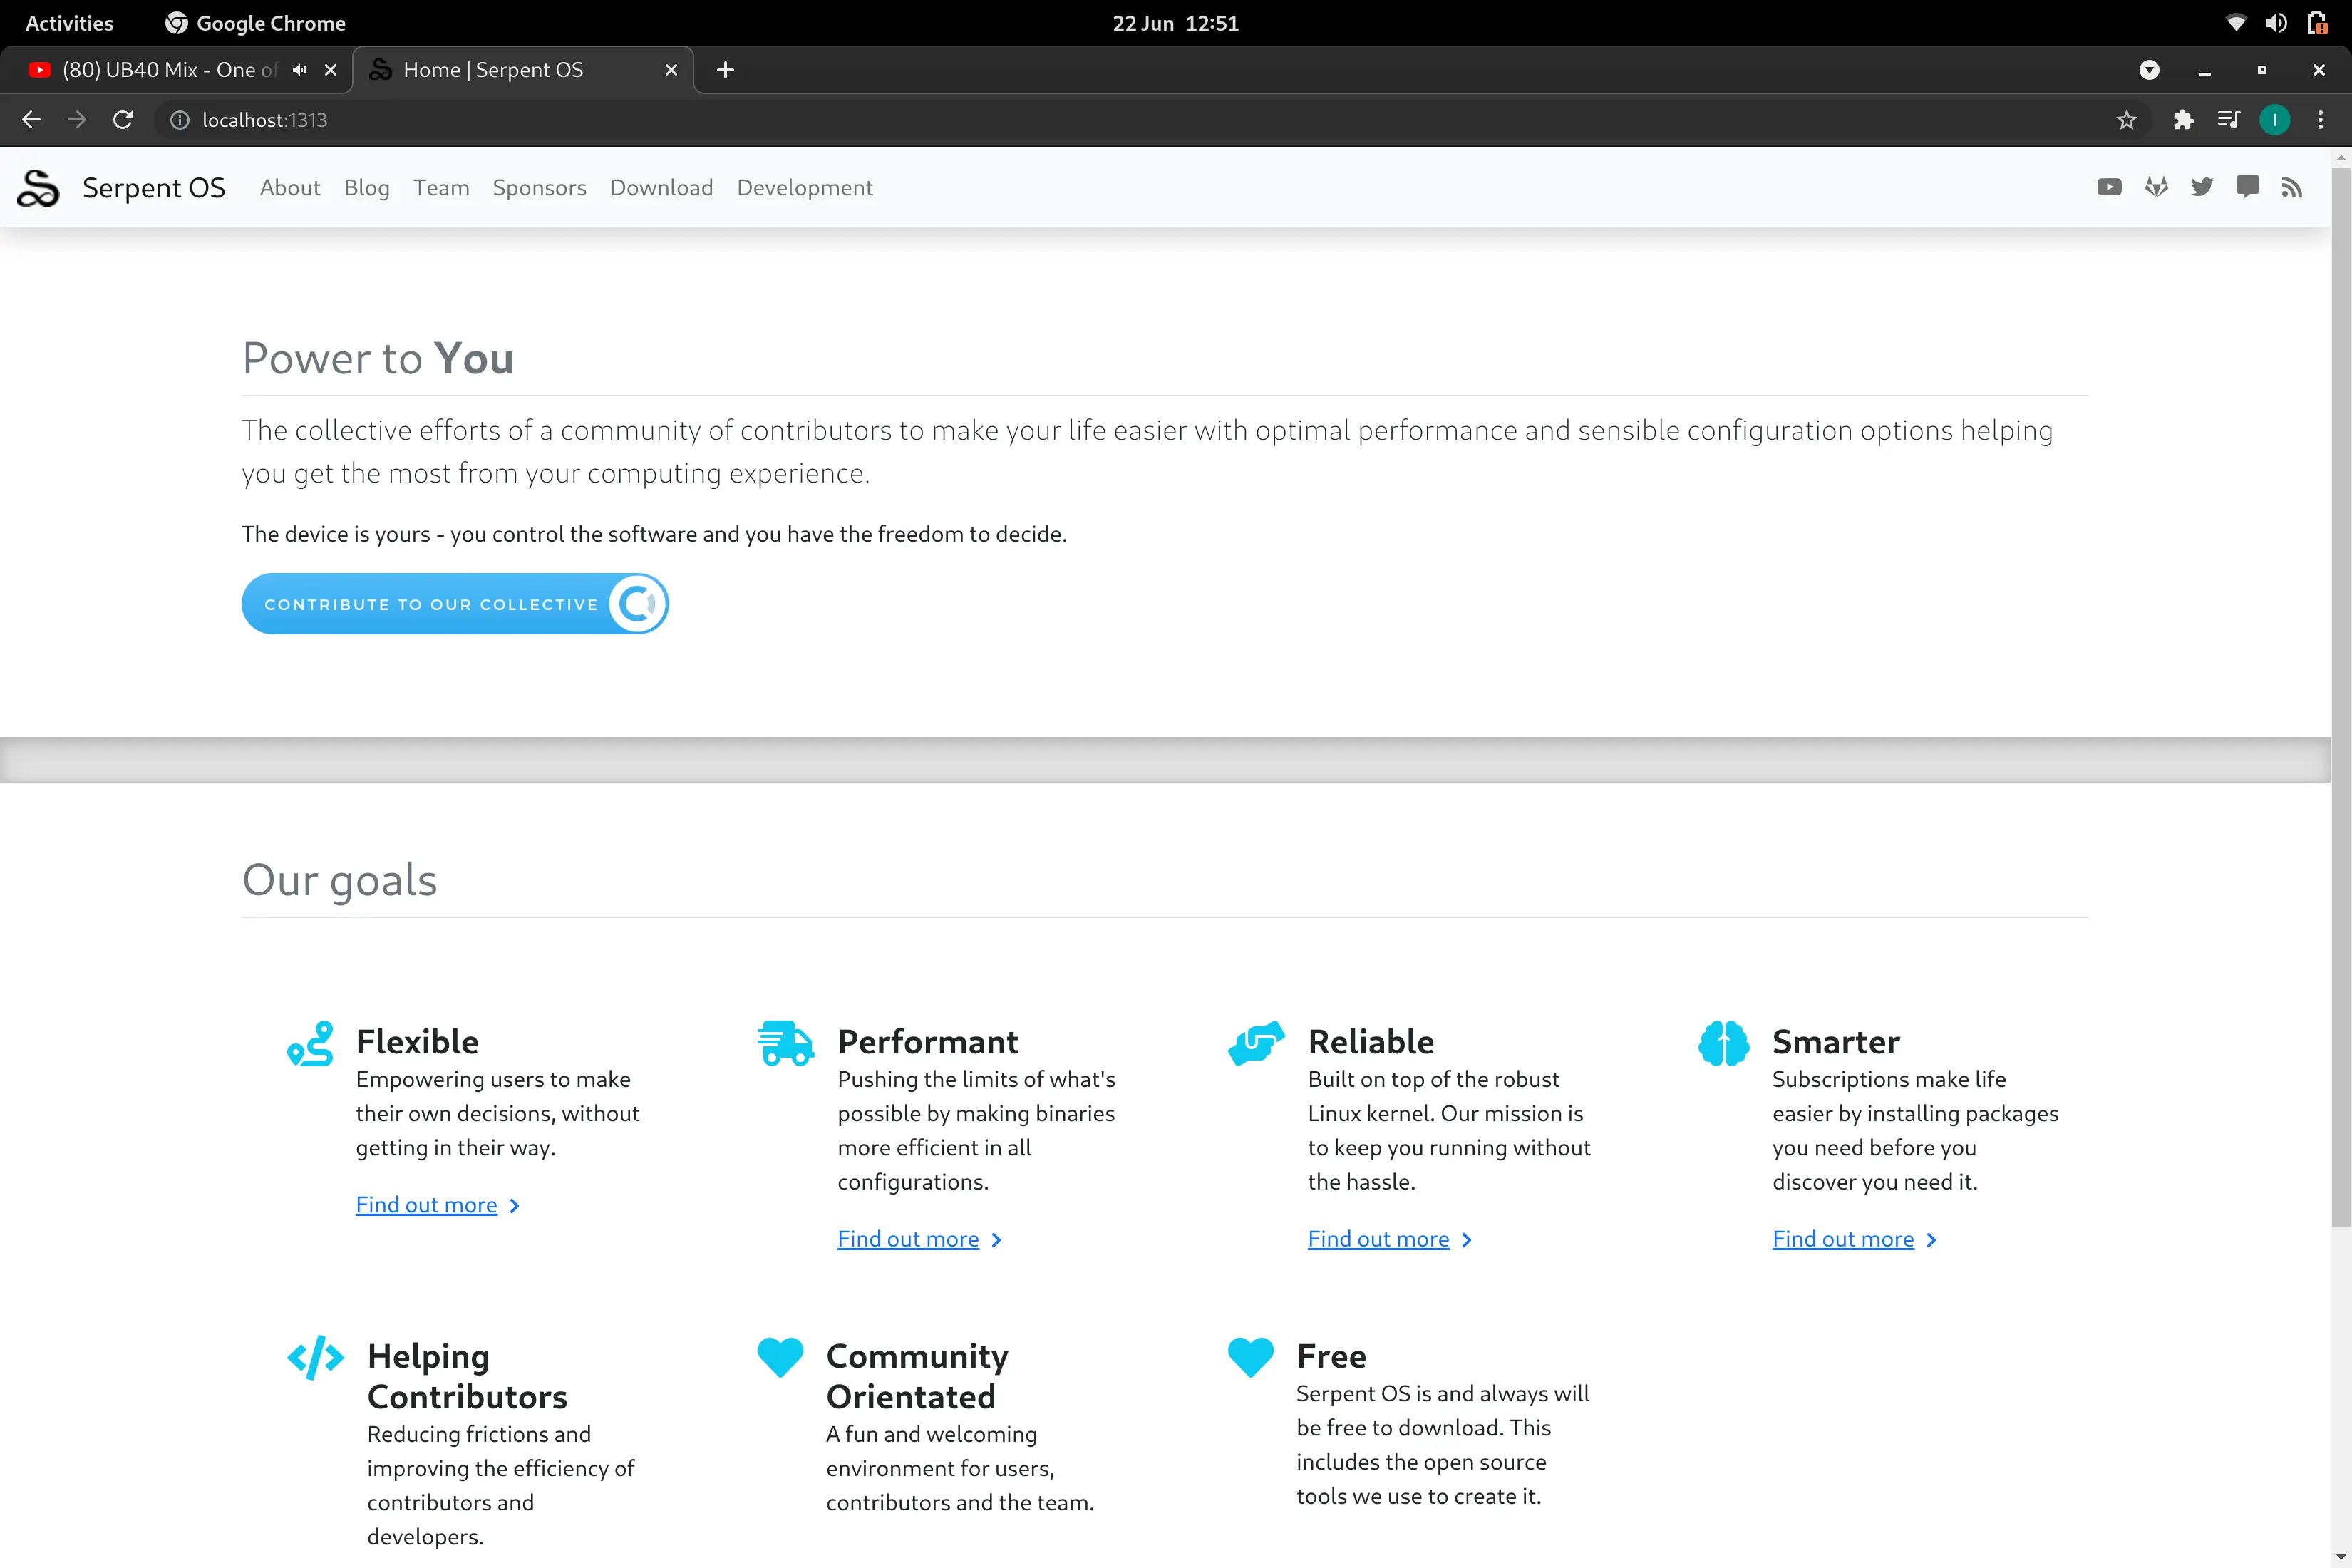 Activities
Google Chrome
22 Jun 12:51
(80) UB40 Mix - One of
Home | Serpent OS
localhost:1313
Serpent OS
About
Blog
Team
Sponsors
Download
Development
Power to You
The collective efforts of a community of contributors to make your life easier with optimal performance and sensible configuration options helping
you get the most from your computing experience.
The device is yours - you control the software and you have the freedom to decide.
CONTRIBUTE TO OUR COLLECTIVE
Our goals
Flexible
Empowering users to make
their own decisions, without
getting in their way.
Find out more
Performant
Pushing the limits of what's
possible by making binaries
more efficient in all
configurations.
Find out more
Reliable
Built on top of the robust
Linux kernel. Our mission is
to keep you running without
the hassle.
Find out more
Smarter
Subscriptions make life
easier by installing packages
you need before you
discover you need it.
Find out more
Helping
Contributors
Reducing frictions and
improving the efficiency of
contributors and
developers.
Community
Orientated
A fun and welcoming
environment for users,
contributors and the team.
Free
Serpent OS is and always will
be free to download. This
includes the open source
tools we use to create it.